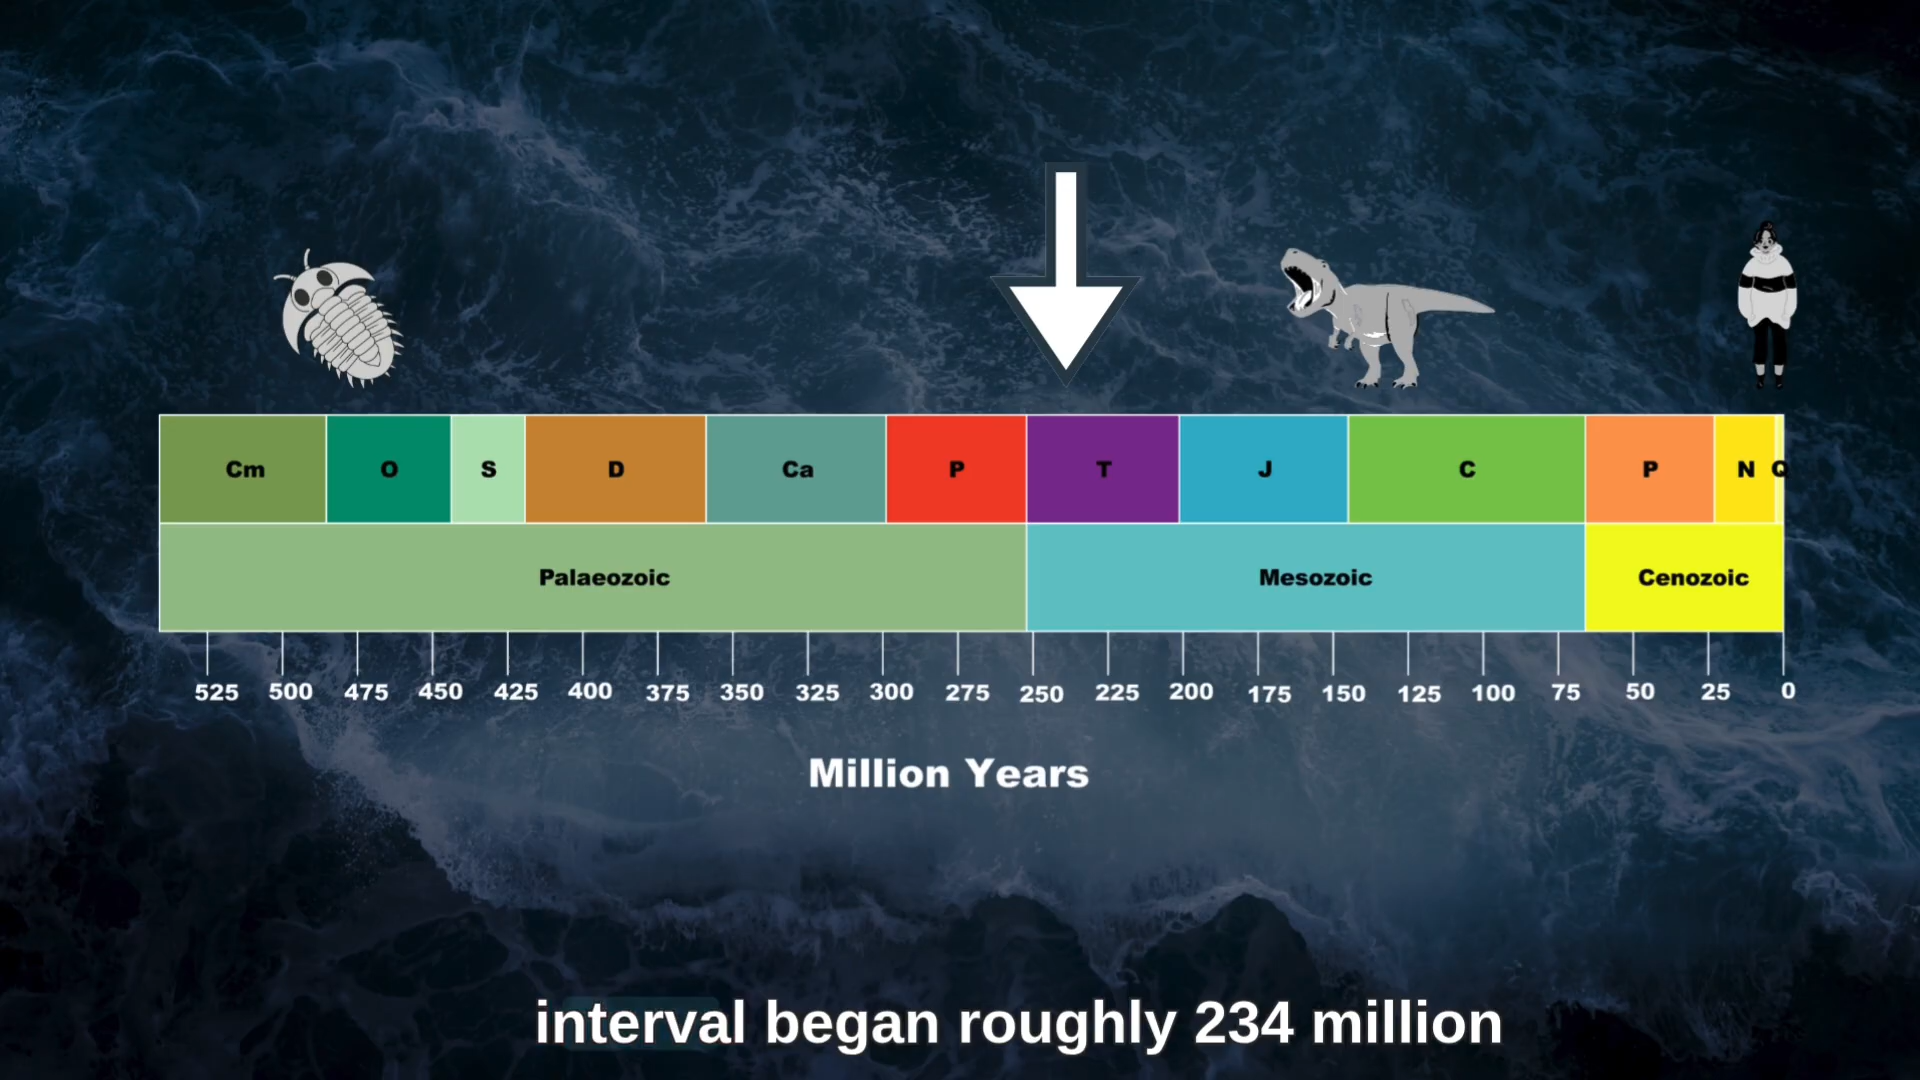 Cm O S D Ca P T J C P N Q
Palaeozoic Mesozoic Cenozoic
525 500 475 450 425 400 375 350 325 300 275 250 225 200 175 150 125 100 75 50 25 0
Million Years
interval began roughly 234 million